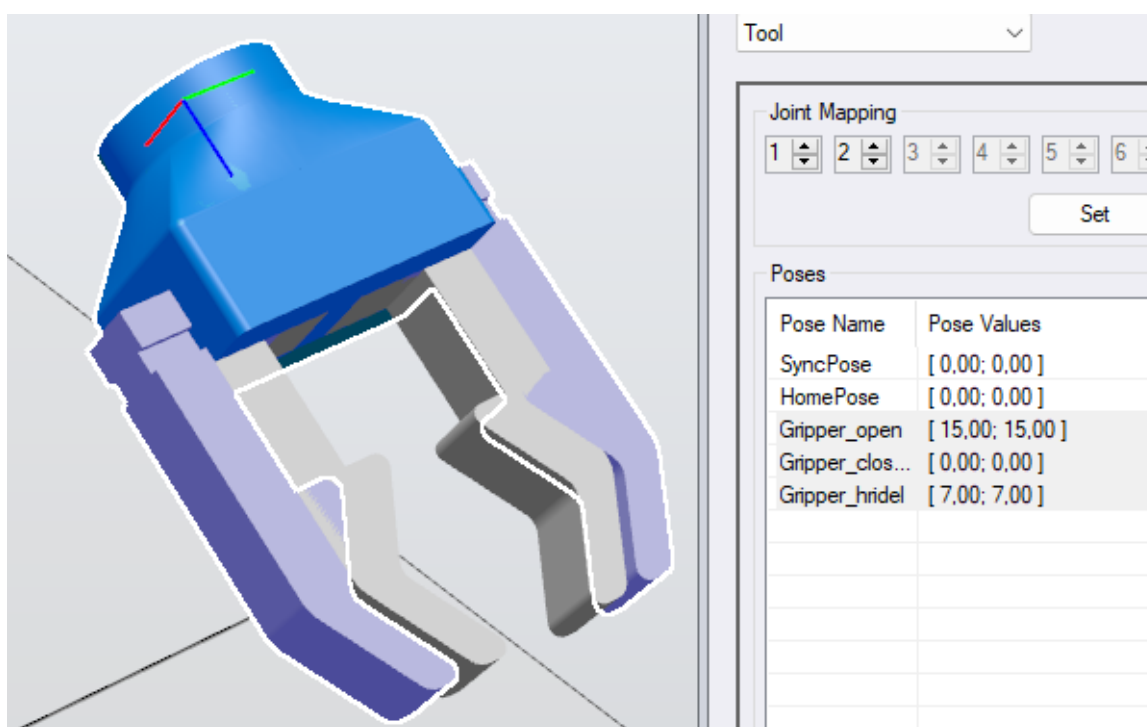 Tool
Joint Mapping
1 2 3 4 5 6
Set
Poses
Pose Name Pose Values
SyncPose [ 0,00; 0,00 ]
HomePose [ 0,00; 0,00 ]
Gripper_open [ 15,00; 15,00 ]
Gripper_clos... [ 0,00; 0,00 ]
Gripper_hridel [ 7,00; 7,00 ]